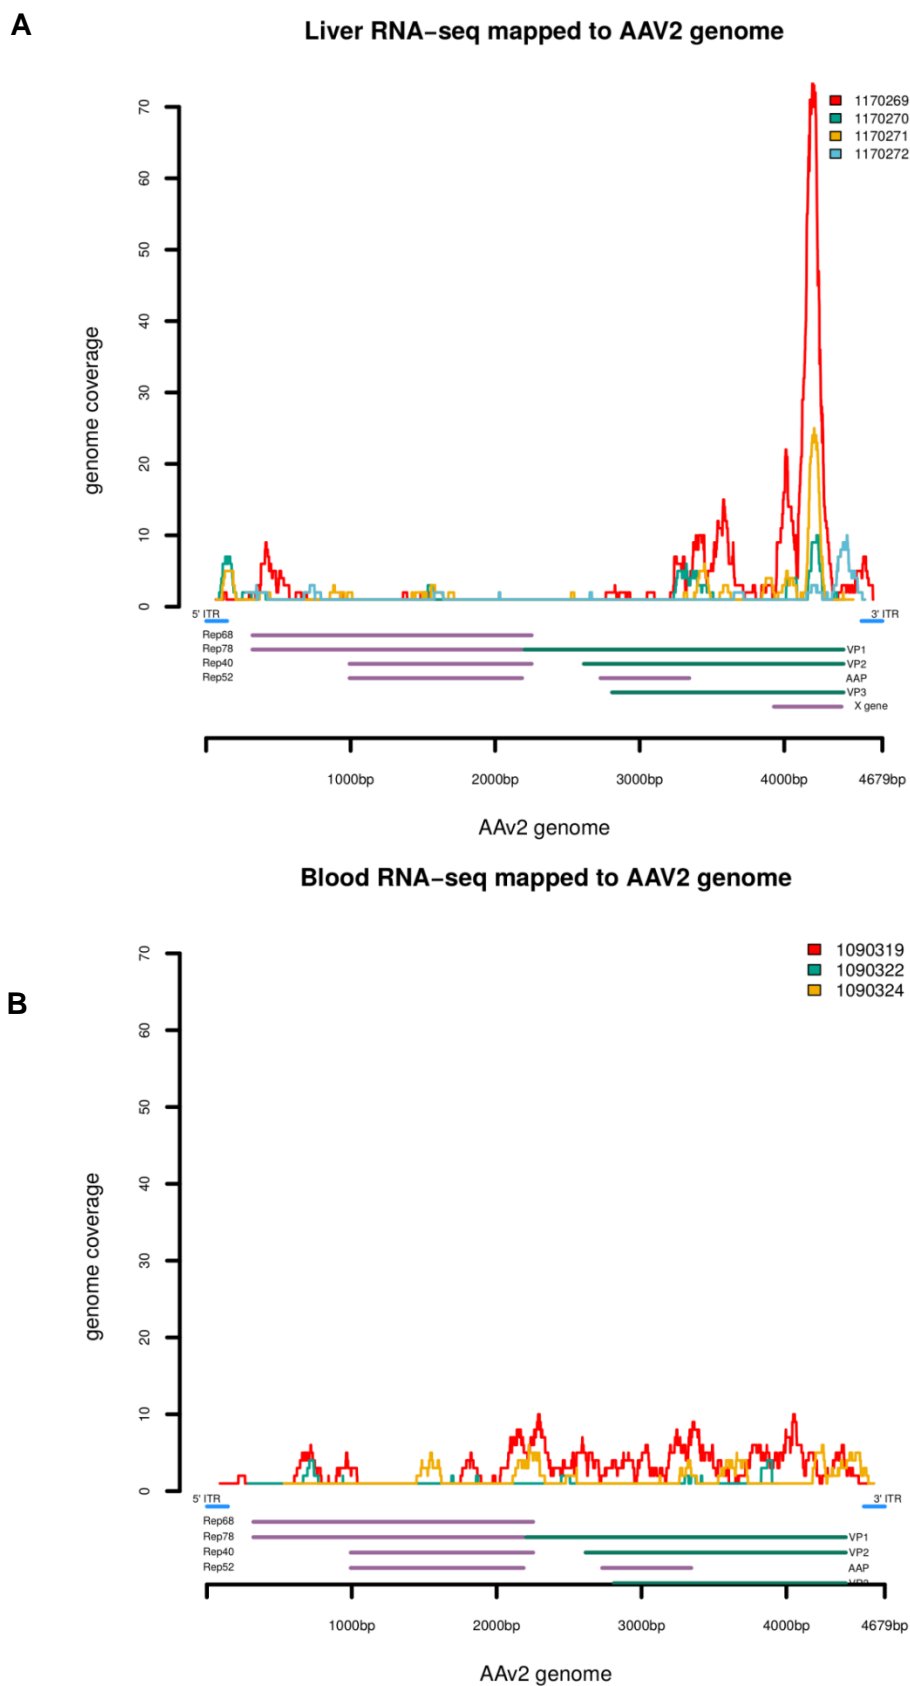 A
Liver RNA−seq mapped to AAV2 genome
1170269
1170270
1170271
1170272
genome coverage
70
60
50
40
30
20
10
0
5' ITR
3' ITR
Rep68
Rep78
VP1
Rep40
VP2
Rep52
AAP
VP3
X gene
1000bp 2000bp 3000bp 4000bp 4679bp
AAv2 genome
Blood RNA−seq mapped to AAV2 genome
B
1090319
1090322
1090324
genome coverage
70
60
50
40
30
20
10
0
5' ITR
3' ITR
Rep68
Rep78
VP1
Rep40
VP2
Rep52
AAP
1000bp 2000bp 3000bp 4000bp 4679bp
AAv2 genome